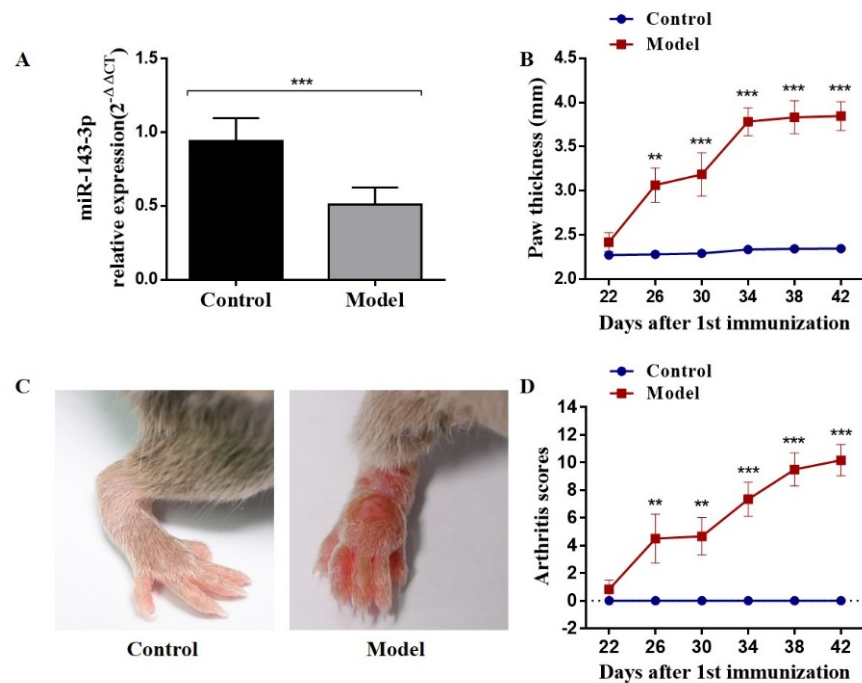 A
miR-143-3p
relative expression(2-ΔΔCT)
1.5
1.0
0.5
0.0
***
Control
Model
B
Control
Model
Paw thickness (mm)
4.5
4.0
3.5
3.0
2.5
2.0
**
***
***
***
***
22 26 30 34 38 42
Days after 1st immunization
C
Control
Model
D
Control
Model
Arthritis scores
14
12
10
8
6
4
2
0
-2
**
**
***
***
***
22 26 30 34 38 42
Days after 1st immunization